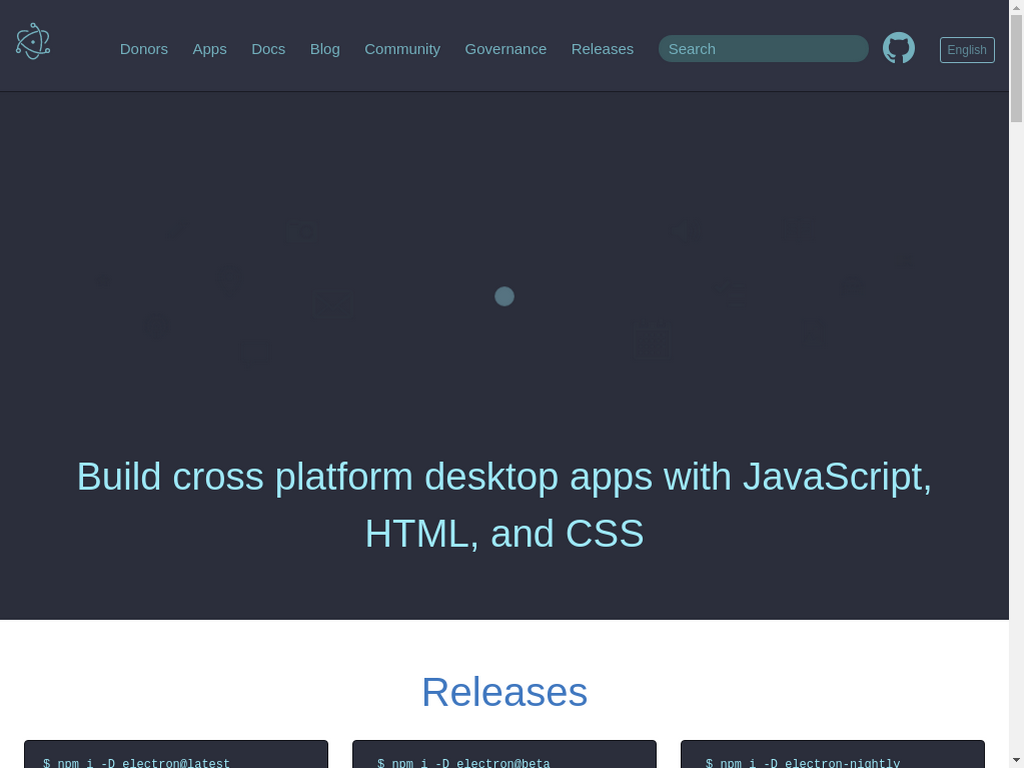 Donors Apps Docs Blog Community Governance Releases Search English
Build cross platform desktop apps with JavaScript,
HTML, and CSS
Releases
$ npm i -D electron@latest $ npm i -D electron@beta $ npm i -D electron-nightly